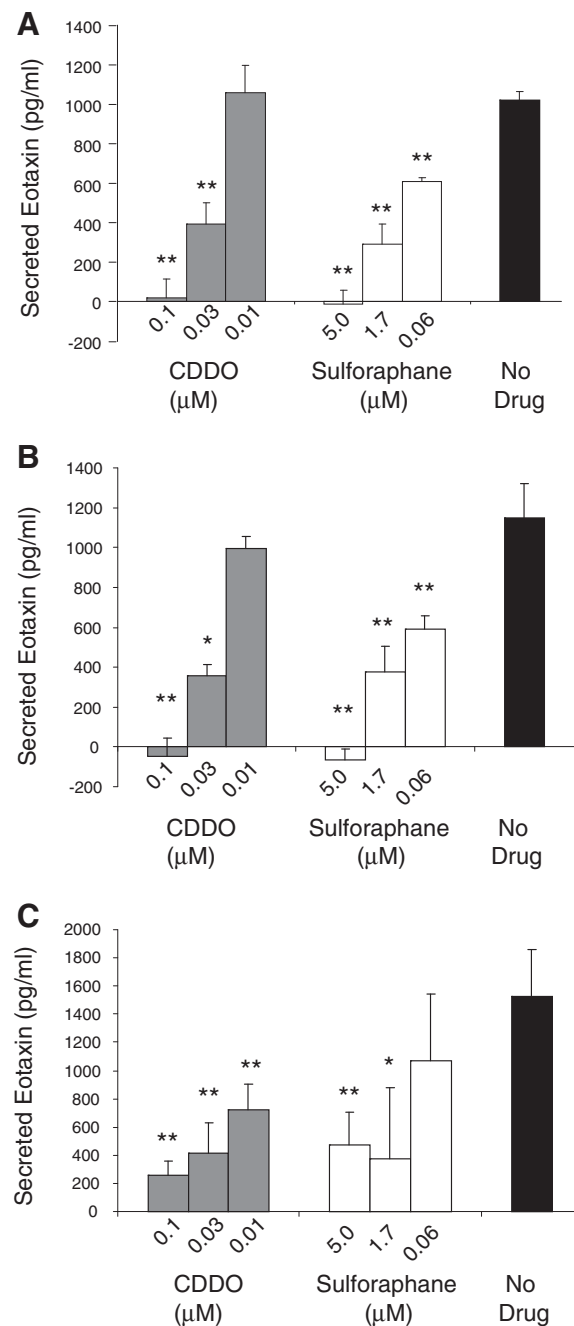 A
Secreted Eotaxin (pg/ml)
1400
1200
1000
800
600
400
200
0
-200
**
**
**
**
**
0.1
0.03
0.01
5.0
1.7
0.06
CDDO
(μM)
Sulforaphane
(μM)
No
Drug
B
Secreted Eotaxin (pg/ml)
1400
1200
1000
800
600
400
200
0
-200
**
*
**
**
**
0.1
0.03
0.01
5.0
1.7
0.06
CDDO
(μM)
Sulforaphane
(μM)
No
Drug
C
Secreted Eotaxin (pg/ml)
2000
1800
1600
1400
1200
1000
800
600
400
200
0
**
**
**
**
*
0.1
0.03
0.01
5.0
1.7
0.06
CDDO
(μM)
Sulforaphane
(μM)
No
Drug